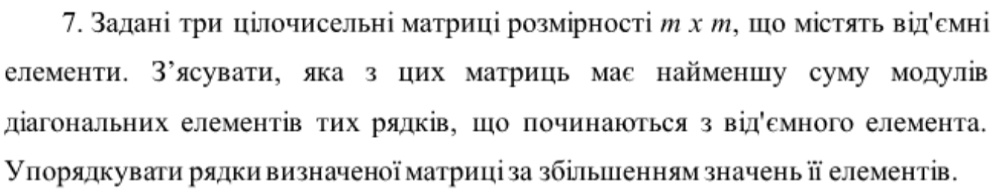 7. Задані три цілочисельні матриці розмірності m x m, що містять від'ємні
елементи. З’ясувати, яка з цих матриць має найменшу суму модулів
діагональних елементів тих рядків, що починаються з від'ємного елемента.
Упорядкувати рядки визначеної матриці за збільшенням значень її елементів.